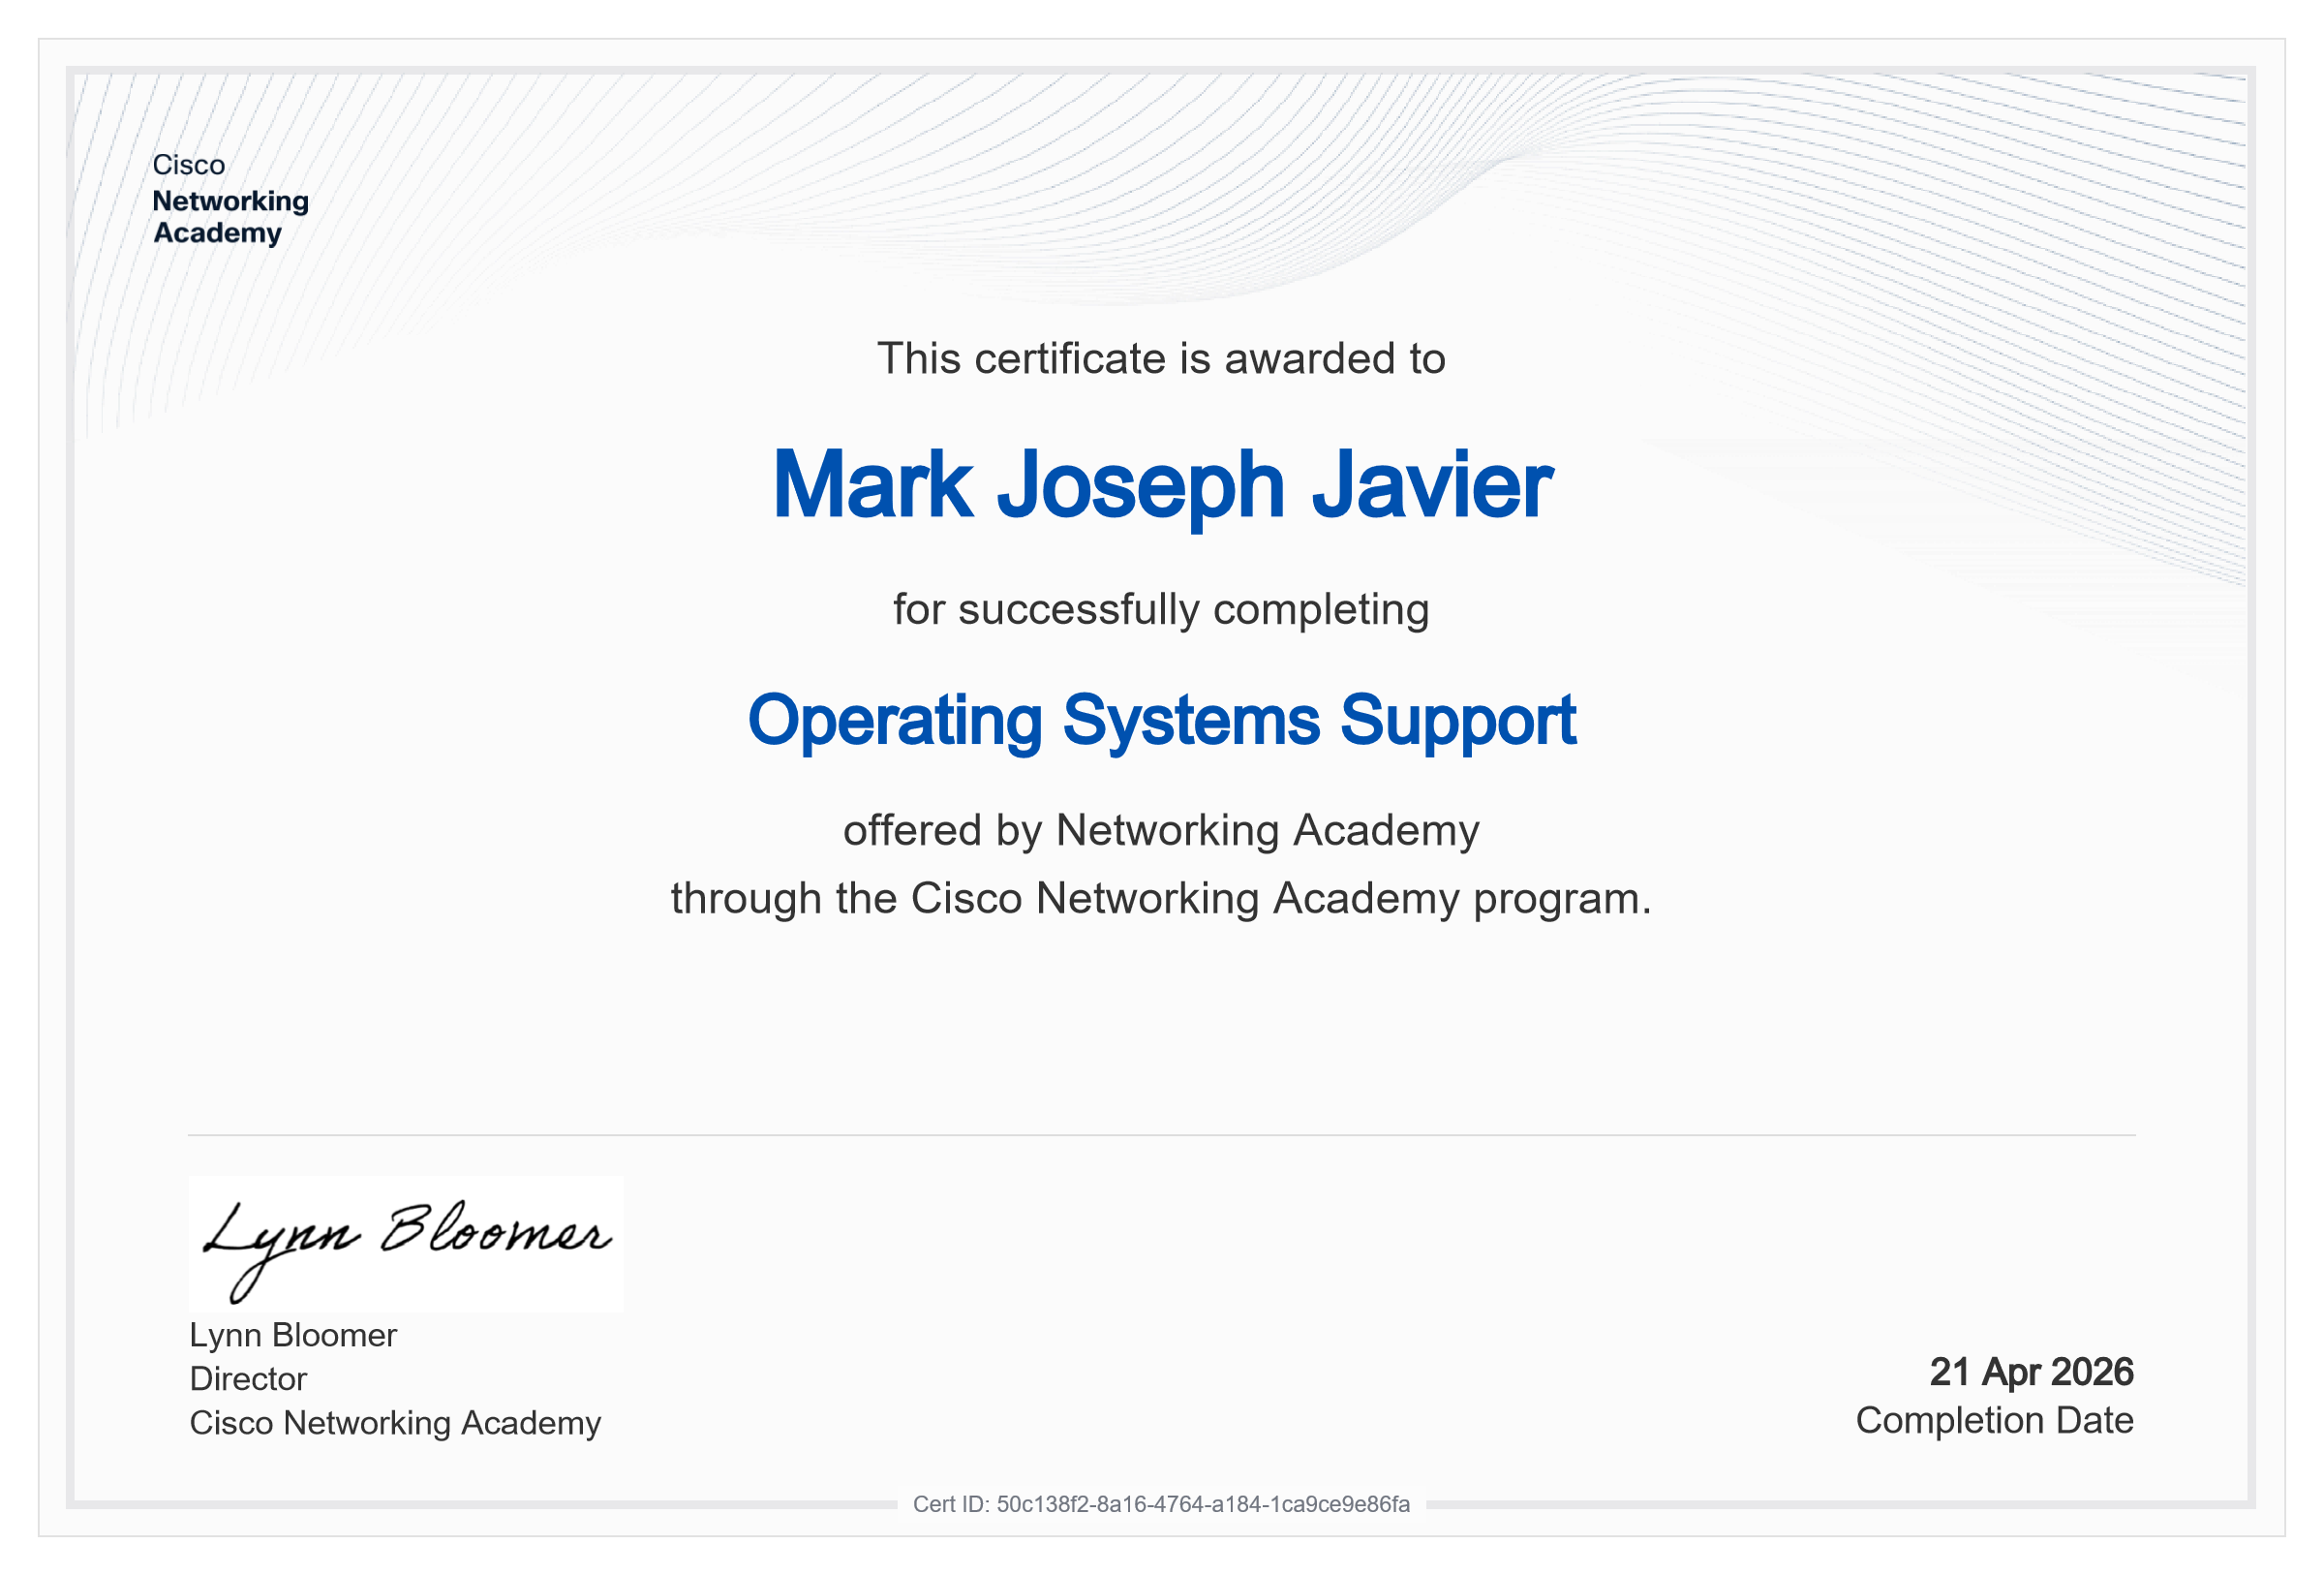 Cisco
Networking
Academy
This certificate is awarded to
Mark Joseph Javier
for successfully completing
Operating Systems Support
offered by Networking Academy
through the Cisco Networking Academy program.
Lynn Bloomer
Lynn Bloomer
Director
Cisco Networking Academy
21 Apr 2026
Completion Date
Cert ID: 50c138f2-8a16-4764-a184-1ca9ce9e86fa